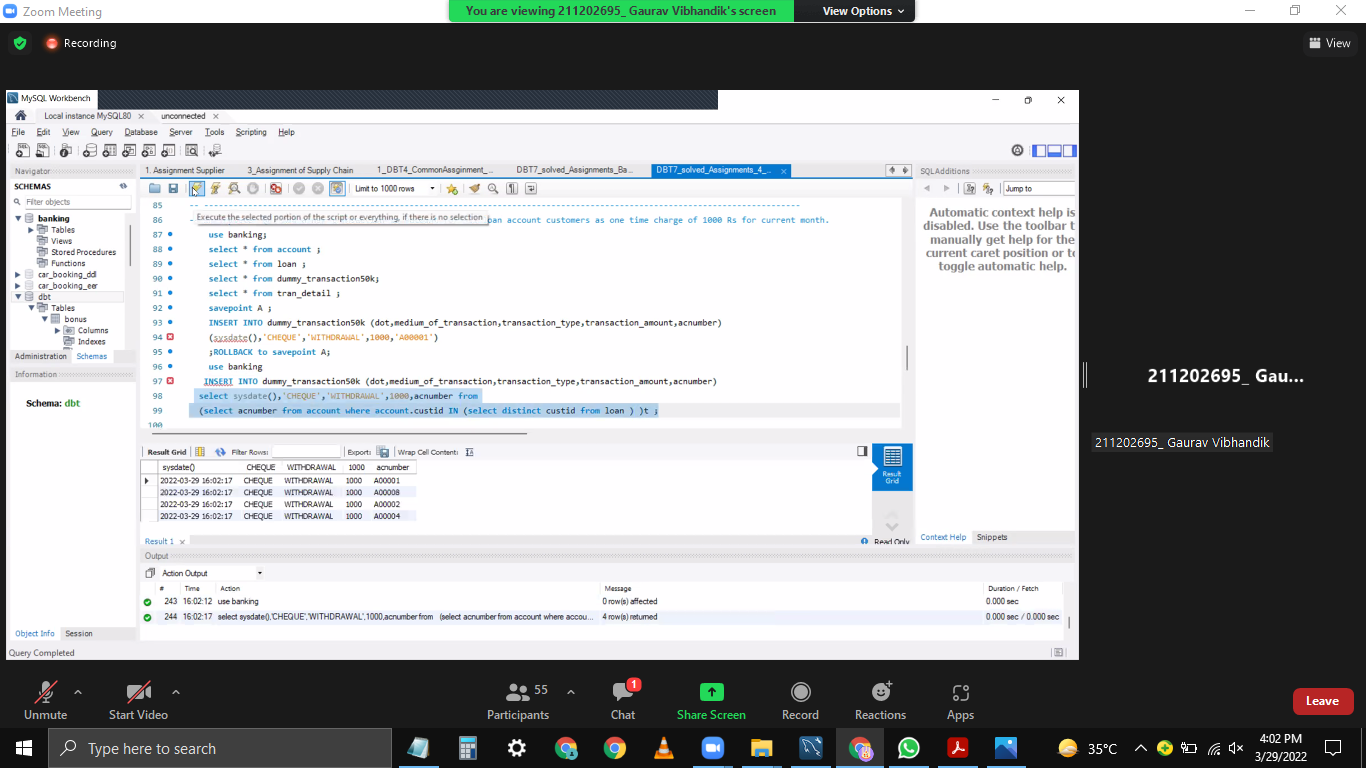 Zoom Meeting
You are viewing 211202695_ Gaurav Vibhandik's screen
View Options
Recording
View
MySQL Workbench
Local instance MySQL80
unconnected
File Edit View Query Database Server Tools Scripting Help
Navigator
1. Assignment Supplier
3_Assignment of Supply Chain
1_DBT4_CommonAssginment_...
DBT7_solved_Assignments_Ba...
DBT7_solved_Assignments_4_...
SQLAdditions
SCHEMAS
Filter objects
Limit to 1000 rows
Jump to
banking
Tables
Views
Stored Procedures
Functions
car_booking_ddl
car_booking_eer
dbt
Tables
bonus
Columns
Indexes
Administration Schemas
Information
Schema: dbt
Object Info Session
85 -- ----------------------------------------------------------------
Execute the selected portion of the script or everything, if there is no selection
86 - oan account customers as one time charge of 1000 Rs for current month.
87 use banking;
88 select * from account ;
89 select * from loan ;
90 select * from dummy_transaction50k;
91 select * from tran_detail ;
92 savepoint A ;
93 INSERT INTO dummy_transaction50k (dot,medium_of_transaction,transaction_type,transaction_amount,acnumber)
94 (sysdate(),'CHEQUE','WITHDRAWAL',1000,'A00001')
95 ;ROLLBACK to savepoint A;
96 use banking
97 INSERT INTO dummy_transaction50k (dot,medium_of_transaction,transaction_type,transaction_amount,acnumber)
98 select sysdate(),'CHEQUE','WITHDRAWAL',1000,acnumber from
99 (select acnumber from account where account.custid IN (select distinct custid from loan ) )t ;
100
Automatic context help is
disabled. Use the toolbar t
manually get help for the
current caret position or to
toggle automatic help.
Context Help Snippets
Result Grid Filter Rows: Export: Wrap Cell Content:
sysdate() CHEQUE WITHDRAWAL 1000 acnumber
2022-03-29 16:02:17 CHEQUE WITHDRAWAL 1000 A00001
2022-03-29 16:02:17 CHEQUE WITHDRAWAL 1000 A00008
2022-03-29 16:02:17 CHEQUE WITHDRAWAL 1000 A00002
2022-03-29 16:02:17 CHEQUE WITHDRAWAL 1000 A00004
Result
Grid
Result 1
Read Only
Output
Action Output
# Time Action Message Duration / Fetch
243 16:02:12 use banking 0 row(s) affected 0.000 sec
244 16:02:17 select sysdate(),'CHEQUE','WITHDRAWAL',1000,acnumber from (select acnumber from account where accou... 4 row(s) returned 0.000 sec / 0.000 sec
Query Completed
211202695_ Gau...
211202695_ Gaurav Vibhandik
Unmute
Start Video
55
Participants
1
Chat
Share Screen
Record
Reactions
Apps
Leave
Type here to search
35°C
4:02 PM
3/29/2022